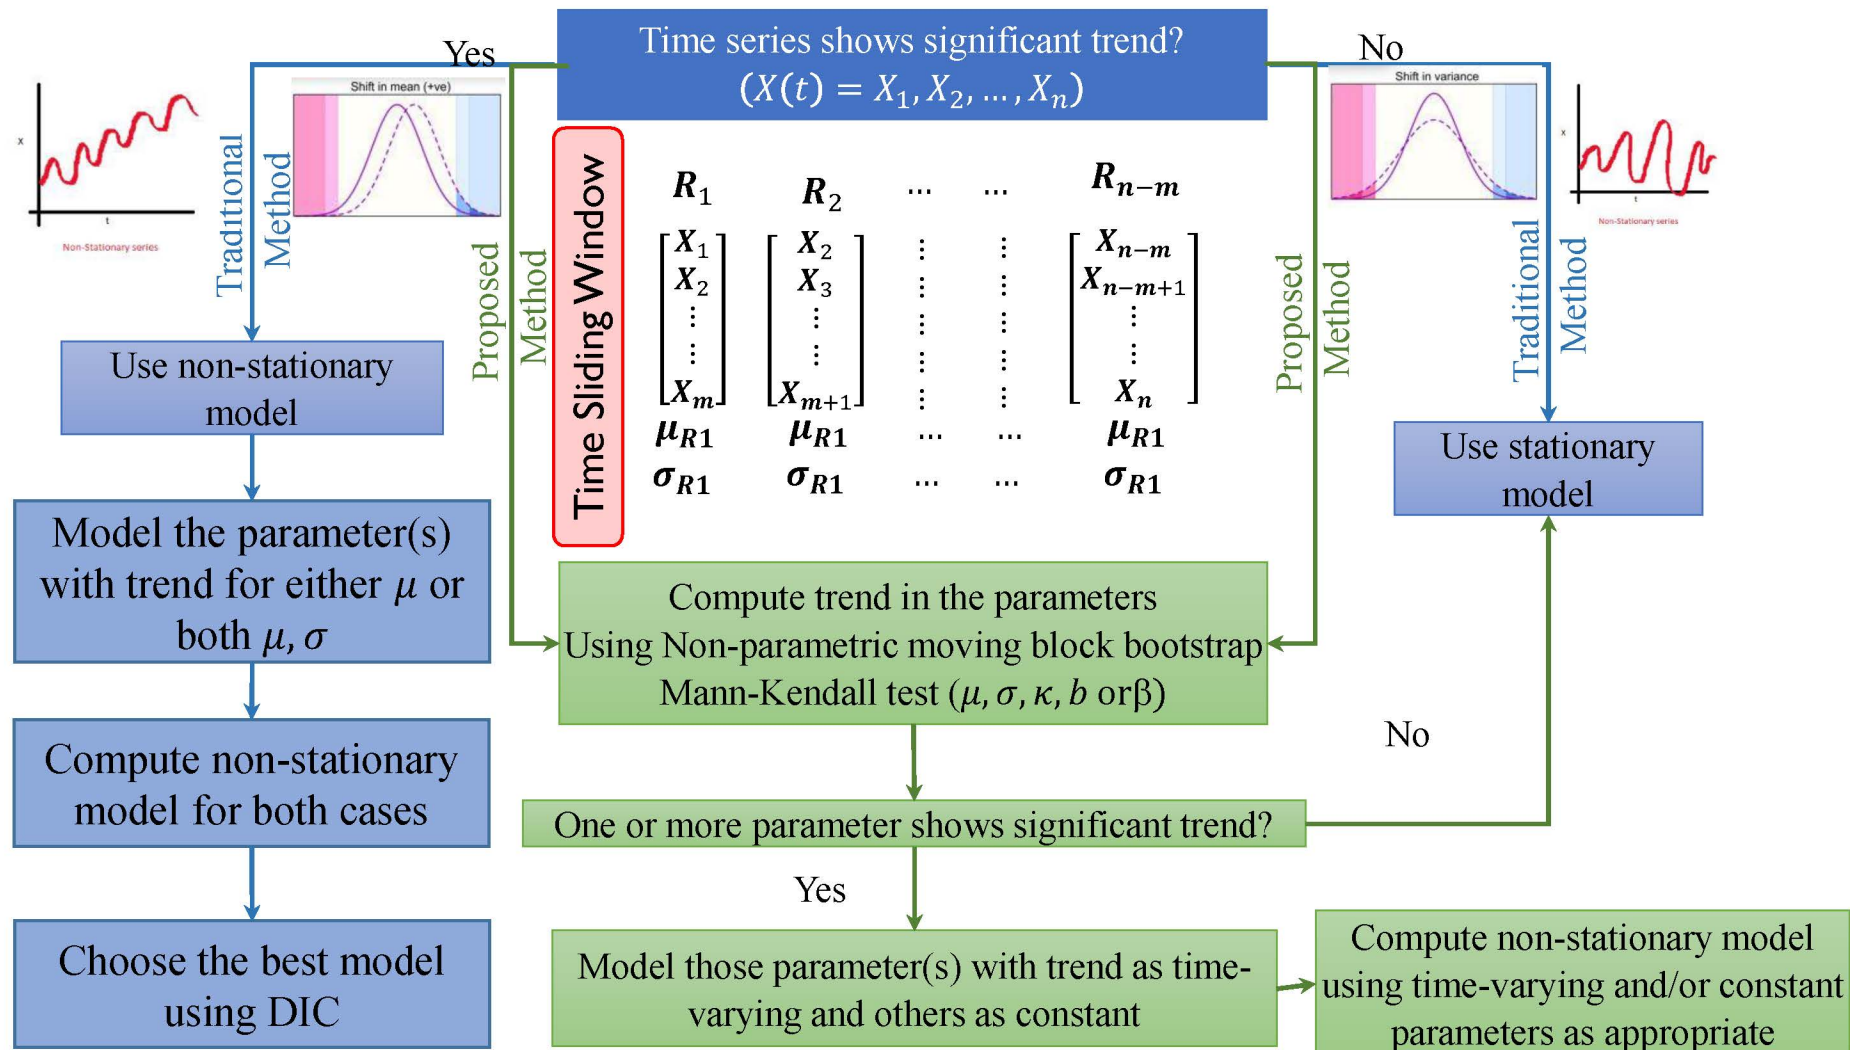 Time series shows significant trend?
(X(t) = X₁, X₂, ..., Xₙ)
Yes
No
Shift in mean (+ve)
x
t
Non-Stationary series
Traditional
Method
Proposed
Method
Time Sliding Window
R₁ R₂ ... ... Rₙ₋ₘ
X₁ X₂ ⋮ ⋮ Xₙ₋ₘ
X₂ X₃ ⋮ ⋮ Xₙ₋ₘ₊₁
⋮ ⋮ ⋮ ⋮ ⋮
⋮ ⋮ ⋮ ⋮ ⋮
Xₘ Xₘ₊₁ ⋮ ⋮ Xₙ
μ_R1 μ_R1 ... ... μ_R1
σ_R1 σ_R1 ... ... σ_R1
Proposed
Method
Shift in variance
Traditional
Method
x
t
Non-Stationary series
Use non-stationary
model
Model the parameter(s)
with trend for either μ or
both μ, σ
Compute non-stationary
model for both cases
Choose the best model
using DIC
Use stationary
model
Compute trend in the parameters
Using Non-parametric moving block bootstrap
Mann-Kendall test (μ, σ, κ, b orβ)
No
One or more parameter shows significant trend?
Yes
Model those parameter(s) with trend as time-
varying and others as constant
Compute non-stationary model
using time-varying and/or constant
parameters as appropriate